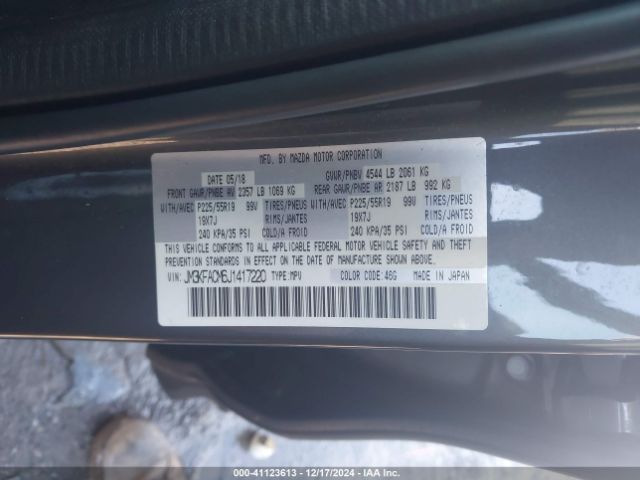 MFD. BY MAZDA MOTOR CORPORATION
DATE 05/18 GVWR/PNBV 4544 LB 2061 KG
FRONT GAWR/PNBE AV 2357 LB 1069 KG REAR GAWR/PNBE AR 2187 LB 992 KG
WITH/AVEC P225/55R19 99V TIRES/PNEUS WITH/AVEC P225/55R19 99V TIRES/PNEUS
19X7J RIMS/JANTES 19X7J RIMS/JANTES
240 KPA/35 PSI COLD/A FROID 240 KPA/35 PSI COLD/A FROID
THIS VEHICLE CONFORMS TO ALL APPLICABLE FEDERAL MOTOR VEHICLE SAFETY AND THEFT
PREVENTION STANDARDS IN EFFECT ON THE DATE OF MANUFACTURE SHOWN ABOVE.
VIN: JM3KFACM6J1417220 TYPE:MPV COLOR CODE:46G MADE IN JAPAN
000-41123613 - 12/17/2024 - IAA Inc.